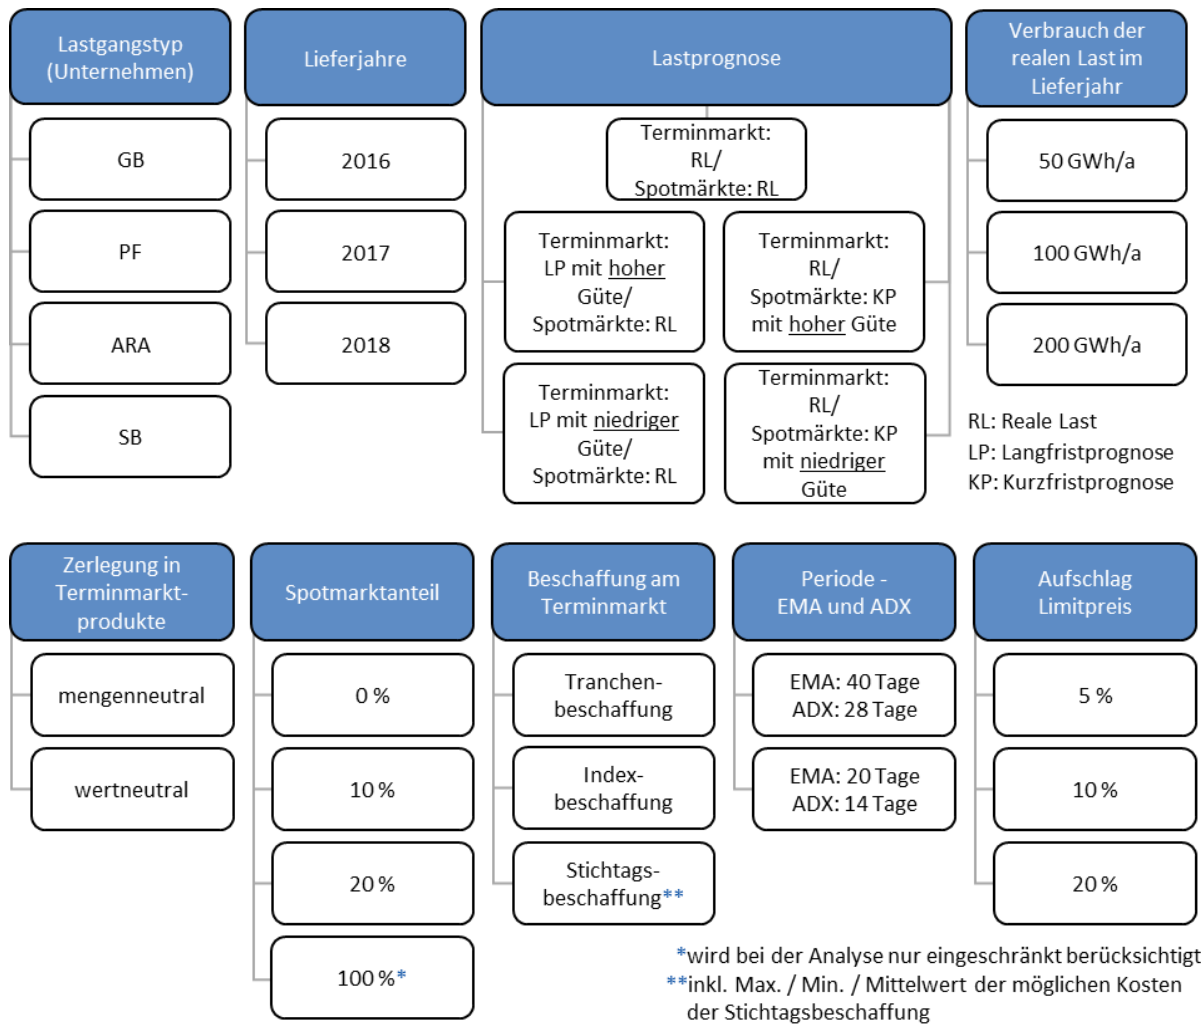 Lastgangstyp
(Unternehmen)
GB
PF
ARA
SB
Lieferjahre
2016
2017
2018
Lastprognose
Terminmarkt:
RL/
Spotmärkte: RL
Terminmarkt:
LP mit hoher
Güte/
Spotmärkte: RL
Terminmarkt:
RL/
Spotmärkte: KP
mit hoher Güte
Terminmarkt:
LP mit niedriger
Güte/
Spotmärkte: RL
Terminmarkt:
RL/
Spotmärkte: KP
mit niedriger
Güte
Verbrauch der
realen Last im
Lieferjahr
50 GWh/a
100 GWh/a
200 GWh/a
RL: Reale Last
LP: Langfristprognose
KP: Kurzfristprognose
Zerlegung in
Terminmarkt-
produkte
mengenneutral
wertneutral
Spotmarktanteil
0 %
10 %
20 %
100 %*
Beschaffung am
Terminmarkt
Tranchen-
beschaffung
Index-
beschaffung
Stichtags-
beschaffung**
Periode -
EMA und ADX
EMA: 40 Tage
ADX: 28 Tage
EMA: 20 Tage
ADX: 14 Tage
Aufschlag
Limitpreis
5 %
10 %
20 %
*wird bei der Analyse nur eingeschränkt berücksichtigt
**inkl. Max. / Min. / Mittelwert der möglichen Kosten
der Stichtagsbeschaffung